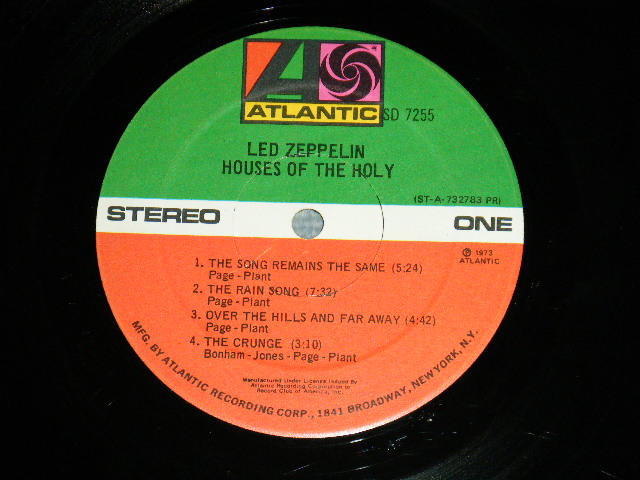 ATLANTIC
SD 7255
LED ZEPPELIN
HOUSES OF THE HOLY
(ST-A-732783 PR)
STEREO ONE
℗ 1973
ATLANTIC
1. THE SONG REMAINS THE SAME (5:24)
Page - Plant
2. THE RAIN SONG (7:32)
Page - Plant
3. OVER THE HILLS AND FAR AWAY (4:42)
Page - Plant
4. THE CRUNGE (3:10)
Bonham - Jones - Page - Plant
Manufactured Under License Issued By
Atlantic Recording Corporation to
Record Club of America, Inc.
MFG. BY ATLANTIC RECORDING CORP., 1841 BROADWAY, NEW YORK, N.Y.